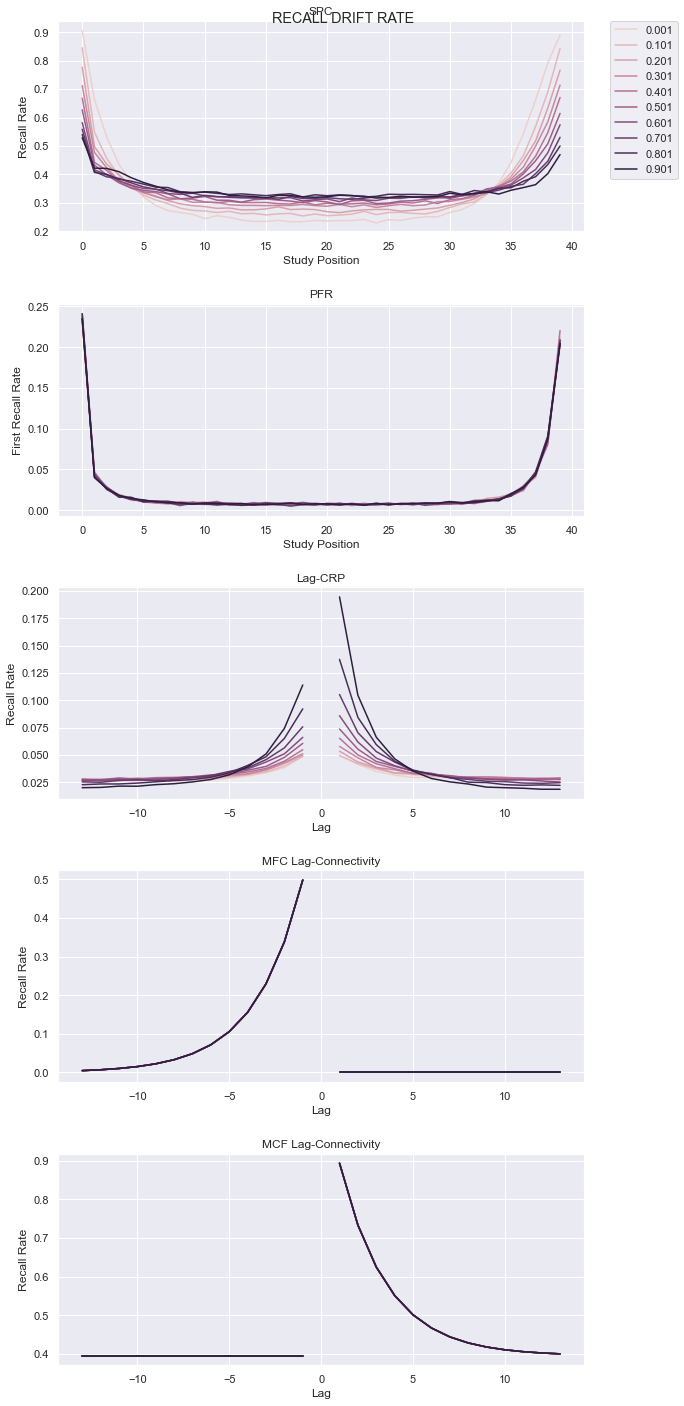 SPC
RECALL DRIFT RATE
0.9
0.8
0.7
0.6
0.5
0.4
0.3
0.2
Recall Rate
0 5 10 15 20 25 30 35 40
Study Position
0.001
0.101
0.201
0.301
0.401
0.501
0.601
0.701
0.801
0.901
PFR
0.25
0.20
0.15
0.10
0.05
0.00
First Recall Rate
0 5 10 15 20 25 30 35 40
Study Position
Lag-CRP
0.200
0.175
0.150
0.125
0.100
0.075
0.050
0.025
Recall Rate
−10 −5 0 5 10
Lag
MFC Lag-Connectivity
0.5
0.4
0.3
0.2
0.1
0.0
Recall Rate
−10 −5 0 5 10
Lag
MCF Lag-Connectivity
0.9
0.8
0.7
0.6
0.5
0.4
Recall Rate
−10 −5 0 5 10
Lag